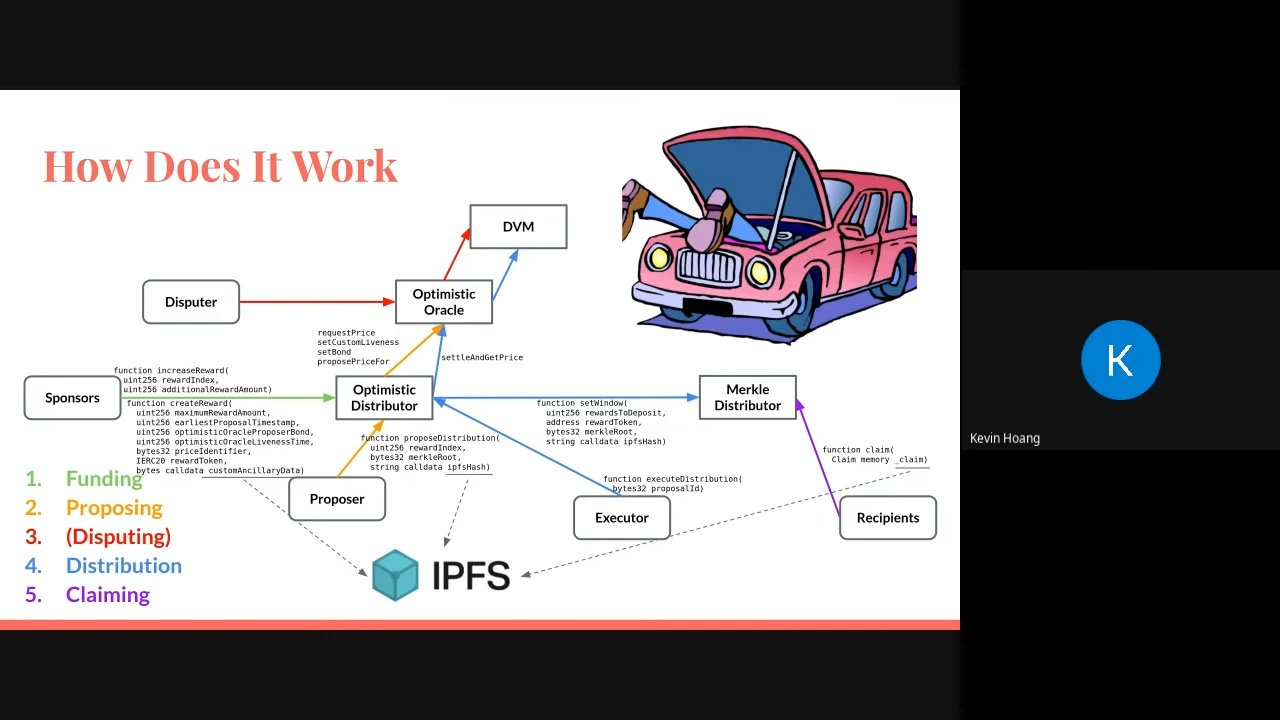 How Does It Work
DVM
Disputer
Optimistic
Oracle
requestPrice
setCustomLiveness
setBond
proposePriceFor
settleAndGetPrice
function increaseReward(
uint256 rewardIndex,
uint256 additionalRewardAmount)
Sponsors
Optimistic
Distributor
Merkle
Distributor
function createReward(
uint256 maximumRewardAmount,
uint256 earliestProposalTimestamp,
uint256 optimisticOracleProposerBond,
uint256 optimisticOracleLivenessTime,
bytes32 priceIdentifier,
IERC20 rewardToken,
bytes calldata customAncillaryData)
function setWindow(
uint256 rewardsToDeposit,
address rewardToken,
bytes32 merkleRoot,
string calldata ipfsHash)
function proposeDistribution(
uint256 rewardIndex,
bytes32 merkleRoot,
string calldata ipfsHash)
function claim(
Claim memory _claim)
function executeDistribution(
bytes32 proposalId)
Proposer
Executor
Recipients
1. Funding
2. Proposing
3. (Disputing)
4. Distribution
5. Claiming
IPFS
K
Kevin Hoang